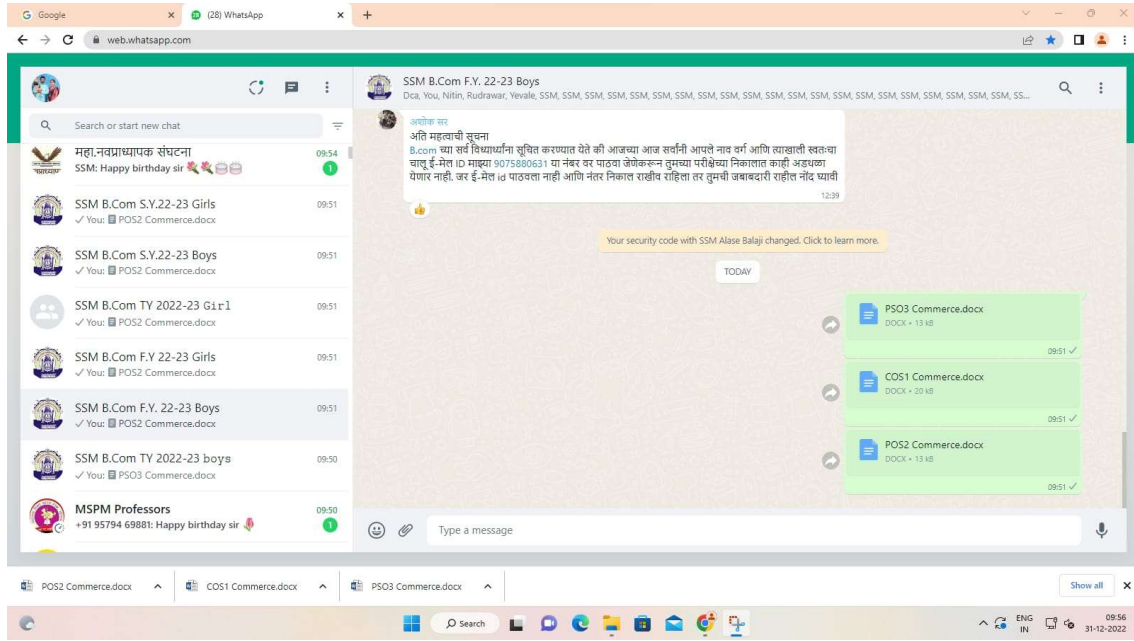 Google
(28) WhatsApp
web.whatsapp.com
Search or start new chat
महा.नवप्राध्यापक संघटना
09:54
SSM: Happy birthday sir
1
SSM B.Com S.Y.22-23 Girls
09:51
You: POS2 Commerce.docx
SSM B.Com S.Y.22-23 Boys
09:51
You: POS2 Commerce.docx
SSM B.Com TY 2022-23 Girl
09:51
You: POS2 Commerce.docx
SSM B.Com F.Y 22-23 Girls
09:51
You: POS2 Commerce.docx
SSM B.Com F.Y. 22-23 Boys
09:51
You: POS2 Commerce.docx
SSM B.Com TY 2022-23 boys
09:50
You: PSO3 Commerce.docx
MSPM Professors
09:50
+91 95794 69881: Happy birthday sir
1
SSM B.Com F.Y. 22-23 Boys
Dca, You, Nitin, Rudrawar, Yevale, SSM, SSM, SSM, SSM, SSM, SSM, SSM, SSM, SSM, SSM, SSM, SSM, SSM, SSM, SSM, SSM, SSM, SSM, SSM, SSM, SSM, SS...
अशोक सर
अति महत्वाची सूचना
B.com च्या सर्व विध्यार्थ्यांना सूचित करण्यात येते की आजच्या आज सर्वांनी आपले नाव वर्ग आणि त्याखाली स्वतःचा
चालू ई-मेल ID माझ्या 9075880631 या नंबर वर पाठवा जेणेकरून तुमच्या परीक्षेच्या निकालात काही अडथळा
येणार नाही. जर ई-मेल id पाठवला नाही आणि नंतर निकाल राखीव राहिला तर तुमची जबाबदारी राहील नोंद घ्यावी
12:39
Your security code with SSM Alase Balaji changed. Click to learn more.
TODAY
PSO3 Commerce.docx
DOCX • 13 kB
09:51
COS1 Commerce.docx
DOCX • 20 kB
09:51
POS2 Commerce.docx
DOCX • 13 kB
09:51
Type a message
POS2 Commerce.docx
COS1 Commerce.docx
PSO3 Commerce.docx
Show all
Search
ENG
IN
09:56
31-12-2022